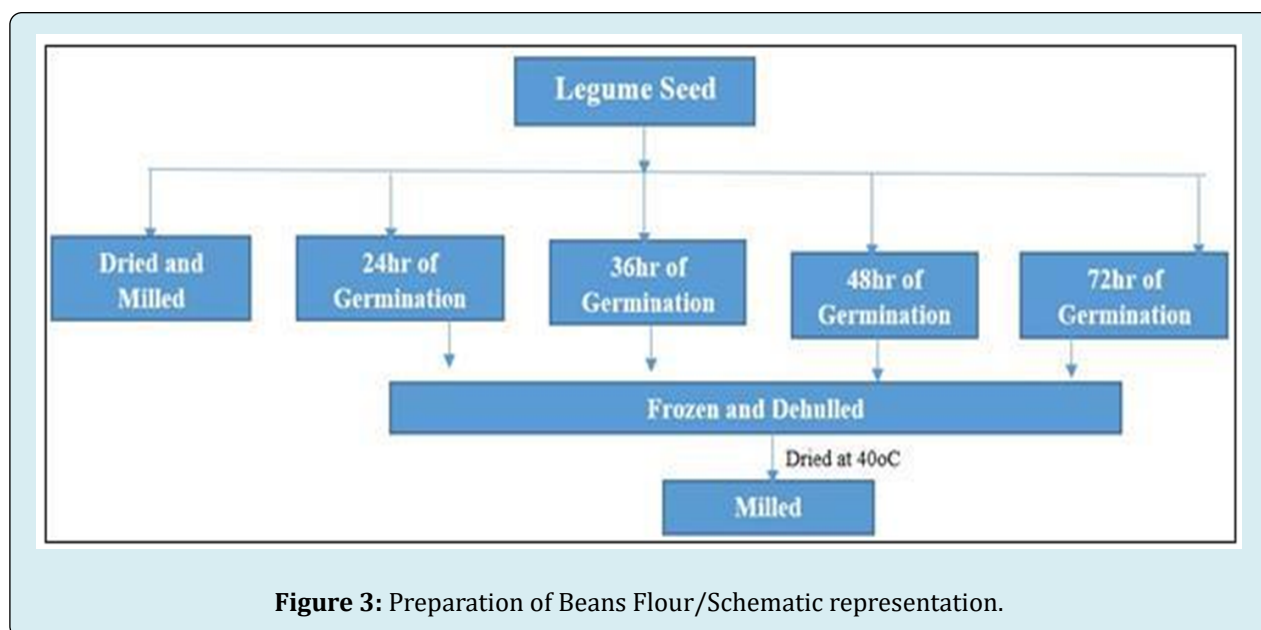 Legume Seed
Dried and
Milled
24hr of
Germination
36hr of
Germination
48hr of
Germination
72hr of
Germination
Frozen and Dehulled
Dried at 40oC
Milled
Figure 3: Preparation of Beans Flour/Schematic representation.